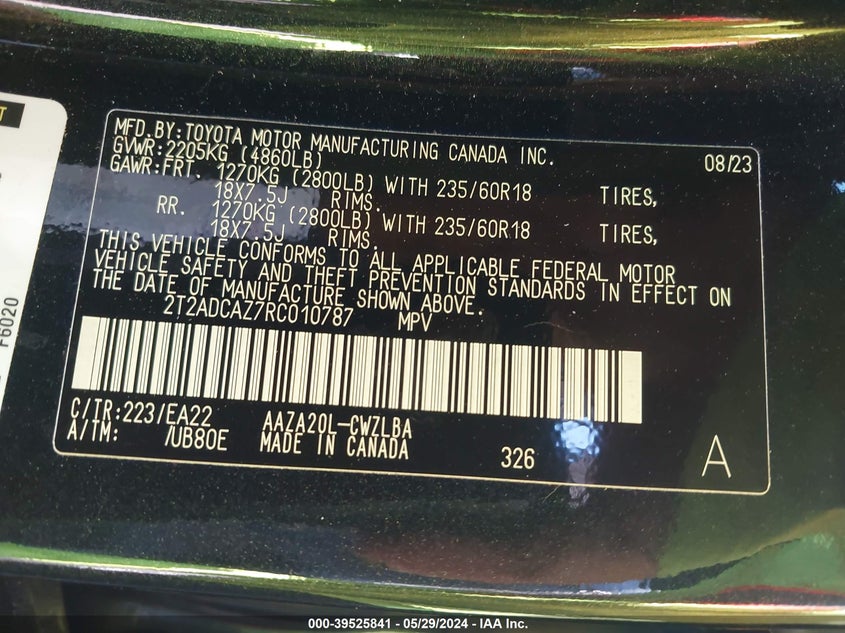 MFD.BY:TOYOTA MOTOR MANUFACTURING CANADA INC. 08/23
GVWR:2205KG (4860LB)
GAWR:FRT. 1270KG (2800LB) WITH 235/60R18 TIRES,
18X7.5J RIMS.
RR. 1270KG (2800LB) WITH 235/60R18 TIRES,
18X7.5J RIMS.
THIS VEHICLE CONFORMS TO ALL APPLICABLE FEDERAL MOTOR
VEHICLE SAFETY AND THEFT PREVENTION STANDARDS IN EFFECT ON
THE DATE OF MANUFACTURE SHOWN ABOVE.
2T2ADCAZ7RC010787 MPV
C/TR:223/EA22 AAZA20L-CWZLBA
A/TM: /UB80E MADE IN CANADA 326 A
F6020
000-39525841 - 05/29/2024 - IAA Inc.